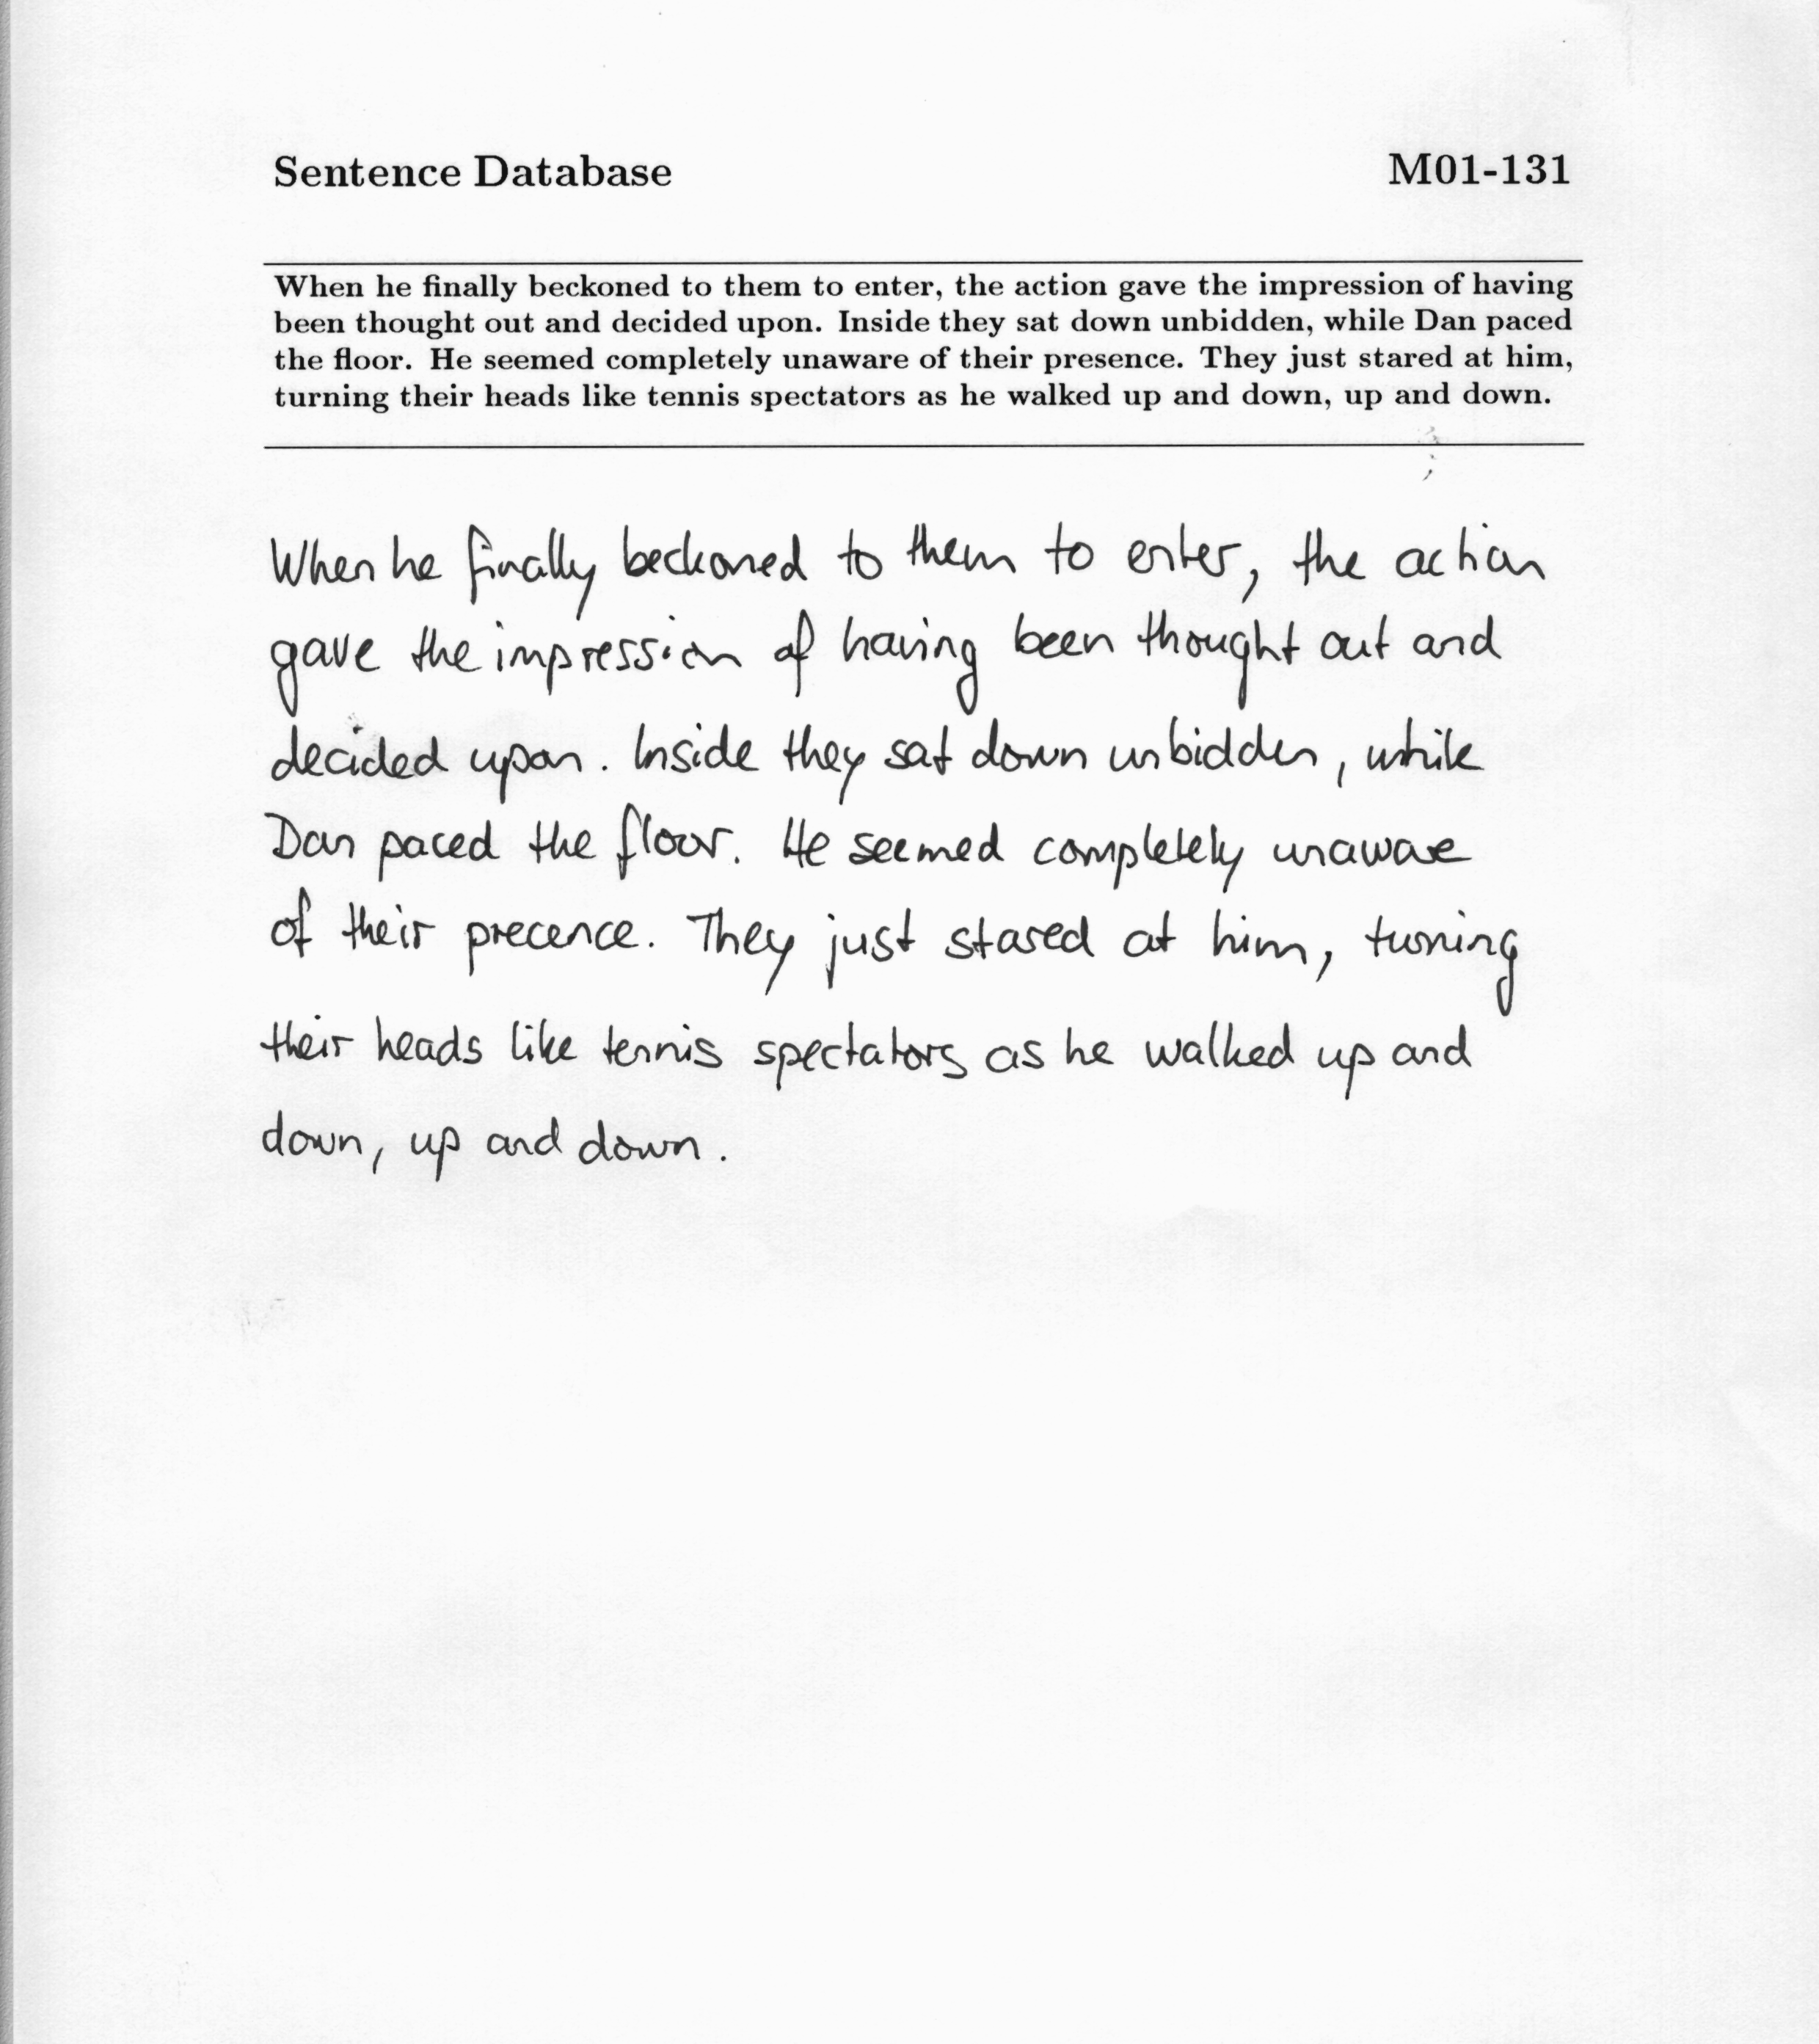 Sentence Database M01-131
When he finally beckoned to them to enter, the action gave the impression of having
been thought out and decided upon. Inside they sat down unbidden, while Dan paced
the floor. He seemed completely unaware of their presence. They just stared at him,
turning their heads like tennis spectators as he walked up and down, up and down.
When he finally beckoned to them to enter, the action
gave the impression of having been thought out and
decided upon. Inside they sat down unbidden, while
Dan paced the floor. He seemed completely unaware
of their precence. They just stared at him, turning
their heads like tennis spectators as he walked up and
down, up and down.